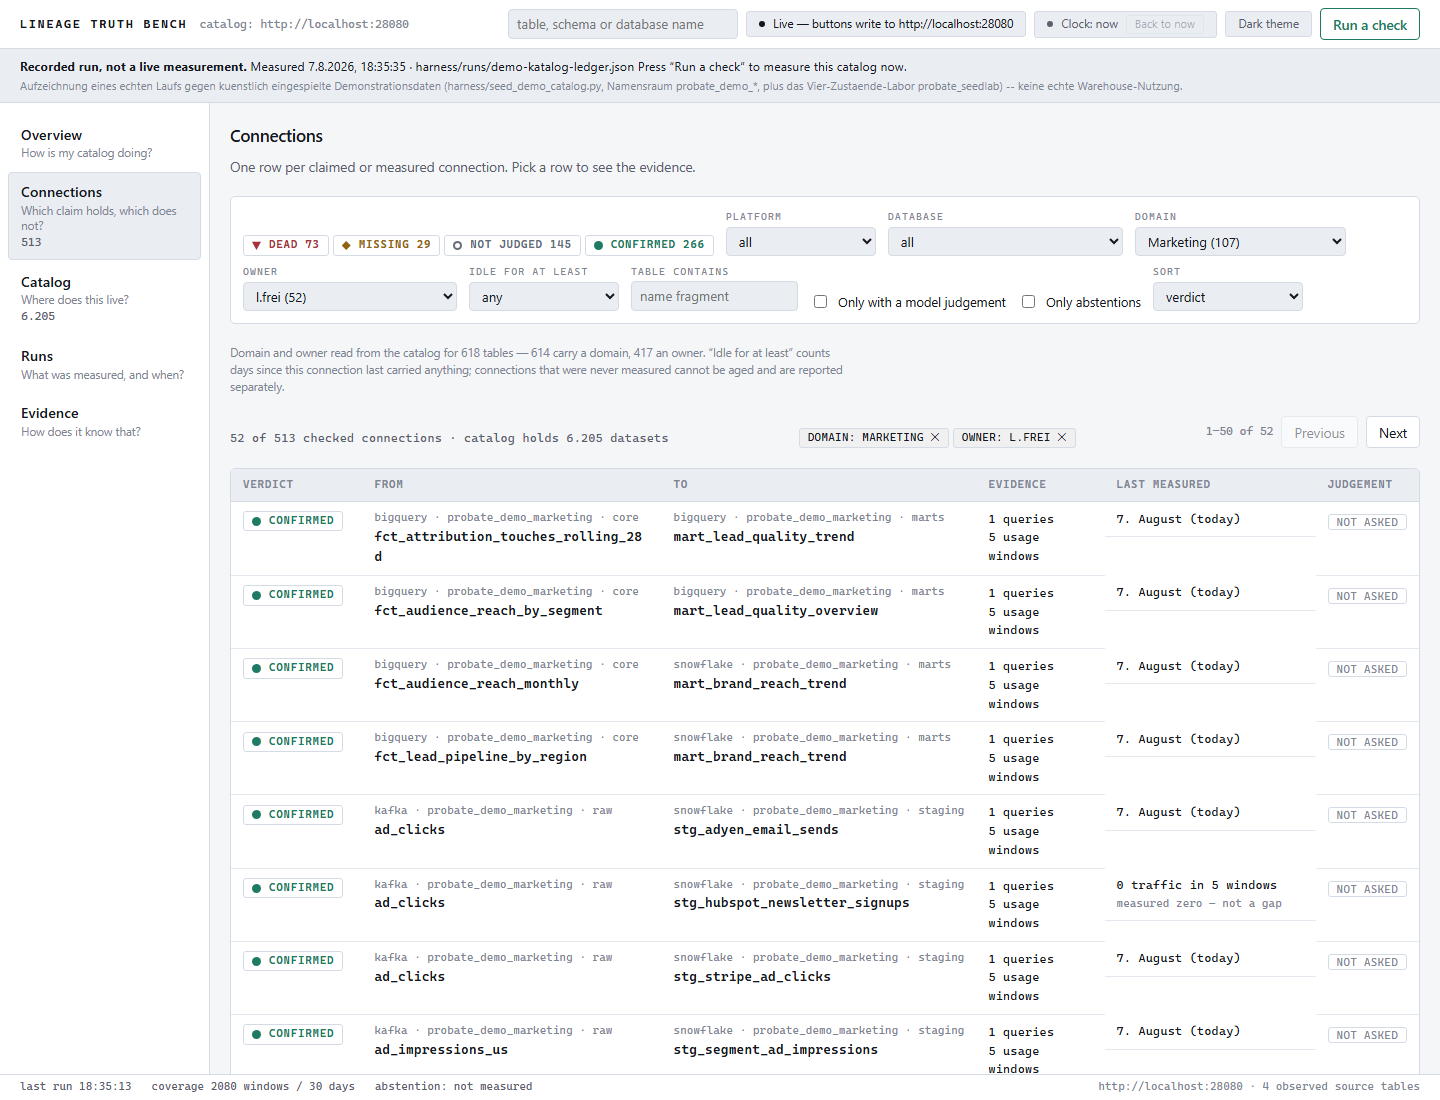 LINEAGE TRUTH BENCH catalog: http://localhost:28080 table, schema or database name Live — buttons write to http://localhost:28080 Clock: now Back to now Dark theme Run a check
Recorded run, not a live measurement. Measured 7.8.2026, 18:35:35 · harness/runs/demo-katalog-ledger.json Press “Run a check” to measure this catalog now.
Aufzeichnung eines echten Laufs gegen kuenstlich eingespielte Demonstrationsdaten (harness/seed_demo_catalog.py, Namensraum probate_demo_*, plus das Vier-Zustaende-Labor probate_seedlab) -- keine echte Warehouse-Nutzung.
Overview
How is my catalog doing?
Connections
Which claim holds, which does
not?
513
Catalog
Where does this live?
6.205
Runs
What was measured, and when?
Evidence
How does it know that?
Connections
One row per claimed or measured connection. Pick a row to see the evidence.
PLATFORM DATABASE DOMAIN
DEAD 73 MISSING 29 NOT JUDGED 145 CONFIRMED 266 all all Marketing (107)
OWNER IDLE FOR AT LEAST TABLE CONTAINS SORT
l.frei (52) any name fragment Only with a model judgement Only abstentions verdict
Domain and owner read from the catalog for 618 tables — 614 carry a domain, 417 an owner. “Idle for at least” counts
days since this connection last carried anything; connections that were never measured cannot be aged and are reported
separately.
52 of 513 checked connections · catalog holds 6.205 datasets DOMAIN: MARKETING × OWNER: L.FREI × 1–50 of 52 Previous Next
VERDICT FROM TO EVIDENCE LAST MEASURED JUDGEMENT
CONFIRMED bigquery · probate_demo_marketing · core bigquery · probate_demo_marketing · marts 1 queries 7. August (today) NOT ASKED
fct_attribution_touches_rolling_28 mart_lead_quality_trend 5 usage
d windows
CONFIRMED bigquery · probate_demo_marketing · core bigquery · probate_demo_marketing · marts 1 queries 7. August (today) NOT ASKED
fct_audience_reach_by_segment mart_lead_quality_overview 5 usage
windows
CONFIRMED bigquery · probate_demo_marketing · core snowflake · probate_demo_marketing · marts 1 queries 7. August (today) NOT ASKED
fct_audience_reach_monthly mart_brand_reach_trend 5 usage
windows
CONFIRMED bigquery · probate_demo_marketing · core snowflake · probate_demo_marketing · marts 1 queries 7. August (today) NOT ASKED
fct_lead_pipeline_by_region mart_brand_reach_trend 5 usage
windows
CONFIRMED kafka · probate_demo_marketing · raw snowflake · probate_demo_marketing · staging 1 queries 7. August (today) NOT ASKED
ad_clicks stg_adyen_email_sends 5 usage
windows
CONFIRMED kafka · probate_demo_marketing · raw snowflake · probate_demo_marketing · staging 1 queries 0 traffic in 5 windows NOT ASKED
ad_clicks stg_hubspot_newsletter_signups 5 usage measured zero — not a gap
windows
CONFIRMED kafka · probate_demo_marketing · raw snowflake · probate_demo_marketing · staging 1 queries 7. August (today) NOT ASKED
ad_clicks stg_stripe_ad_clicks 5 usage
windows
CONFIRMED kafka · probate_demo_marketing · raw snowflake · probate_demo_marketing · staging 1 queries 7. August (today) NOT ASKED
ad_impressions_us stg_segment_ad_impressions 5 usage
windows
last run 18:35:13 coverage 2080 windows / 30 days abstention: not measured http://localhost:28080 · 4 observed source tables